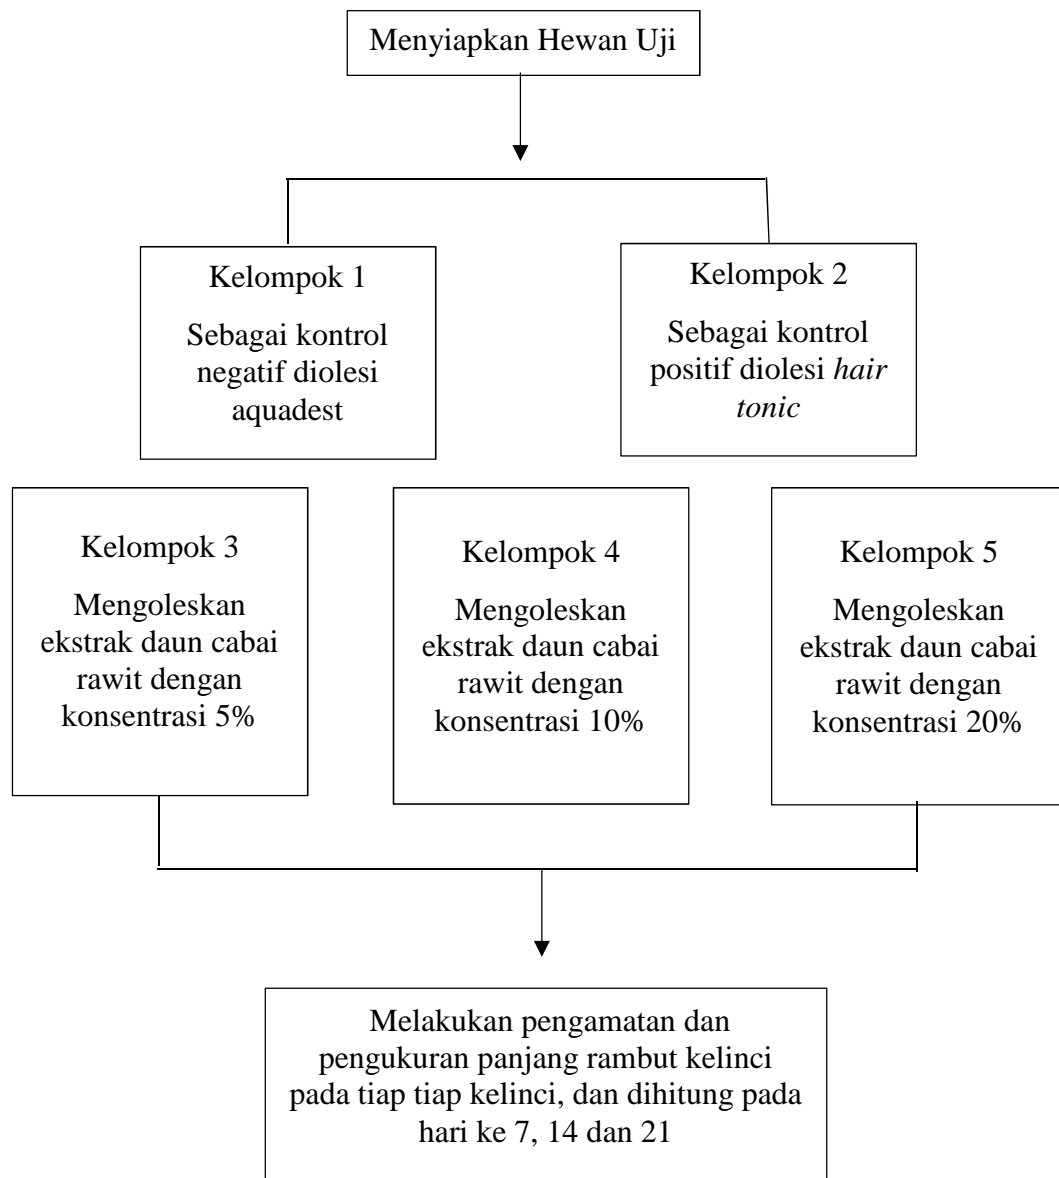 Menyiapkan Hewan Uji
Kelompok 1
Sebagai kontrol
negatif diolesi
aquadest
Kelompok 2
Sebagai kontrol
positif diolesi hair
tonic
Kelompok 3
Mengoleskan
ekstrak daun cabai
rawit dengan
konsentrasi 5%
Kelompok 4
Mengoleskan
ekstrak daun cabai
rawit dengan
konsentrasi 10%
Kelompok 5
Mengoleskan
ekstrak daun cabai
rawit dengan
konsentrasi 20%
Melakukan pengamatan dan
pengukuran panjang rambut kelinci
pada tiap tiap kelinci, dan dihitung pada
hari ke 7, 14 dan 21